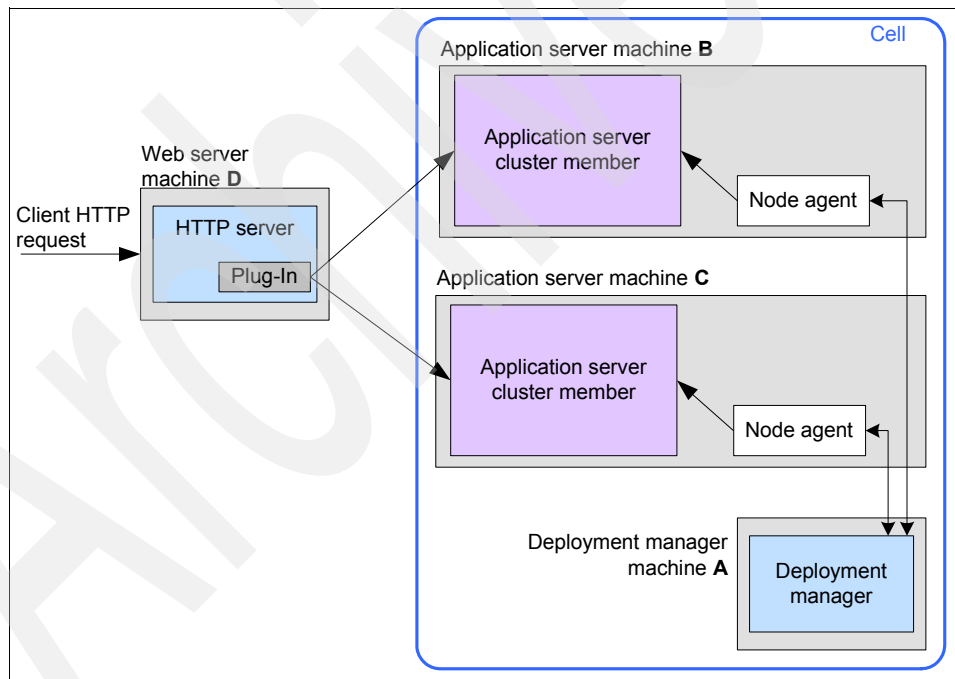 Cell
Application server machine B
Application server
cluster member
Node agent
Web server
machine D
Client HTTP
request
HTTP server
Plug-In
Application server machine C
Application server
cluster member
Node agent
Deployment manager
machine A
Deployment
manager
Archive